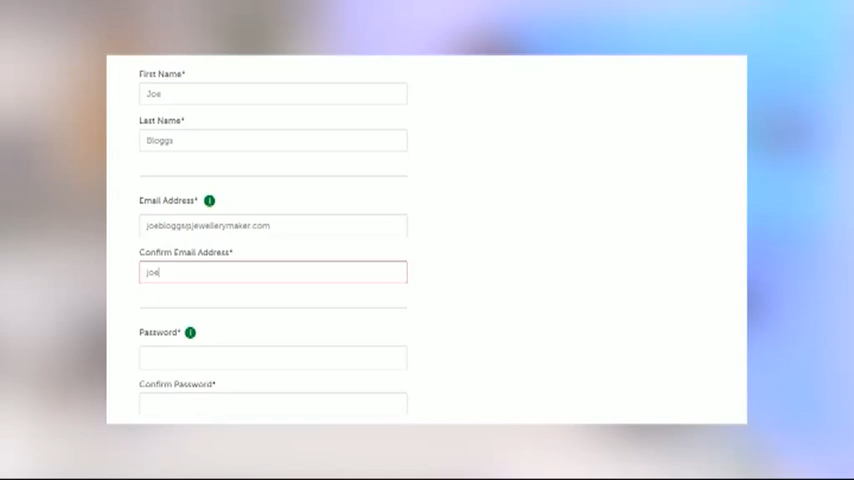 First Name*
Joe
Last Name*
Bloggs
Email Address* i
joebloggs@jewellerymaker.com
Confirm Email Address*
joe
Password* i
Confirm Password*